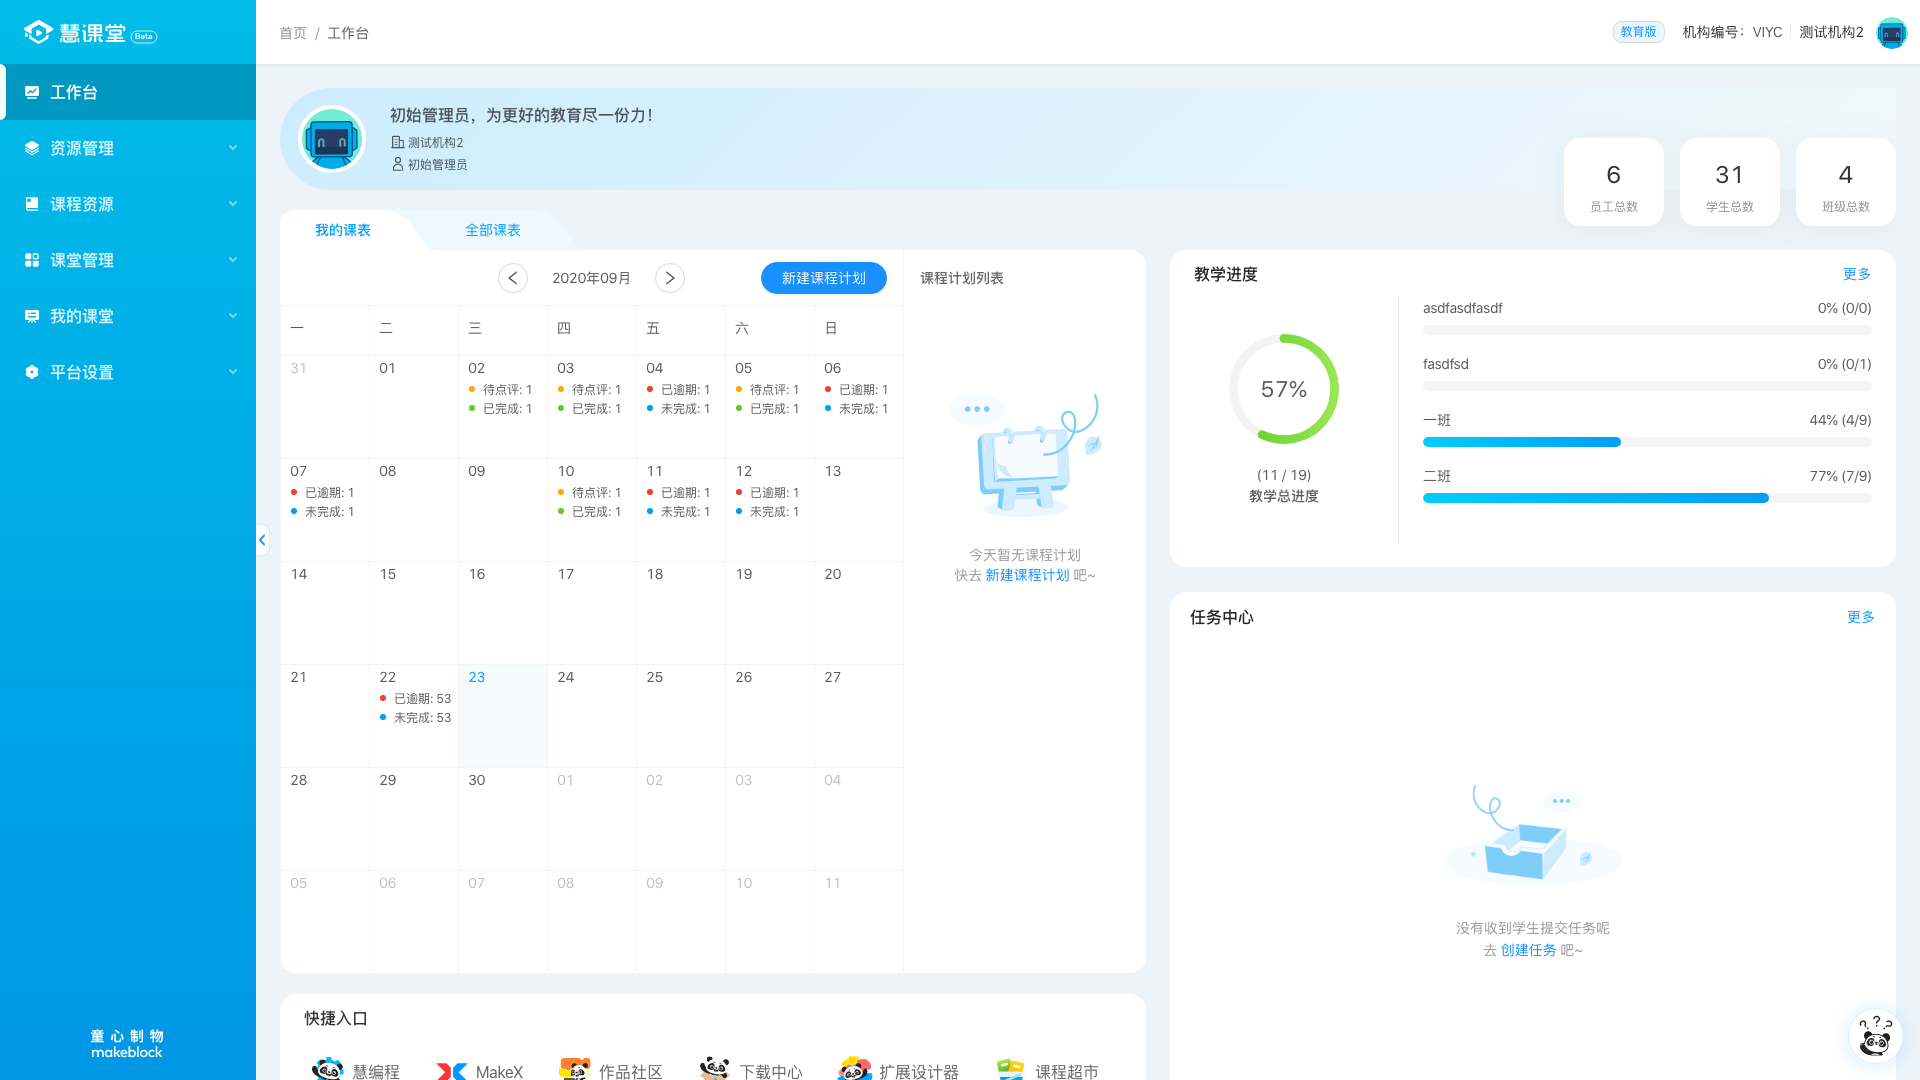 慧课堂 Beta
首页 / 工作台
教育版 机构编号： VIYC 测试机构2
工作台
资源管理
课程资源
课堂管理
我的课堂
平台设置
童心制物
makeblock
初始管理员，为更好的教育尽一份力！
测试机构2
初始管理员
6 31 4
员工总数 学生总数 班级总数
我的课表 全部课表
2020年09月 新建课程计划
一 二 三 四 五 六 日
31 01 02 03 04 05 06
待点评: 1 待点评: 1 已逾期: 1 待点评: 1 已逾期: 1
已完成: 1 已完成: 1 未完成: 1 已完成: 1 未完成: 1
07 08 09 10 11 12 13
已逾期: 1 待点评: 1 已逾期: 1 已逾期: 1
未完成: 1 已完成: 1 未完成: 1 未完成: 1
14 15 16 17 18 19 20
21 22 23 24 25 26 27
已逾期: 53
未完成: 53
28 29 30 01 02 03 04
05 06 07 08 09 10 11
课程计划列表
今天暂无课程计划
快去 新建课程计划 吧~
教学进度 更多
57%
(11 / 19)
教学总进度
asdfasdfasdf 0% (0/0)
fasdfsd 0% (0/1)
一班 44% (4/9)
二班 77% (7/9)
任务中心 更多
没有收到学生提交任务呢
去 创建任务 吧~
快捷入口
慧编程 MakeX 作品社区 下载中心 扩展设计器 课程超市